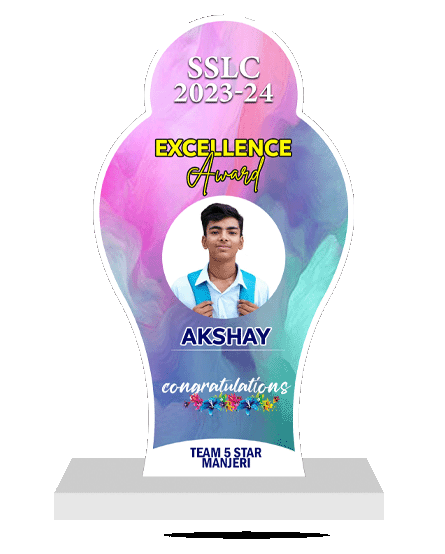 SSLC
2023-24
EXCELLENCE
Award
AKSHAY
congratulations
TEAM 5 STAR
MANJERI